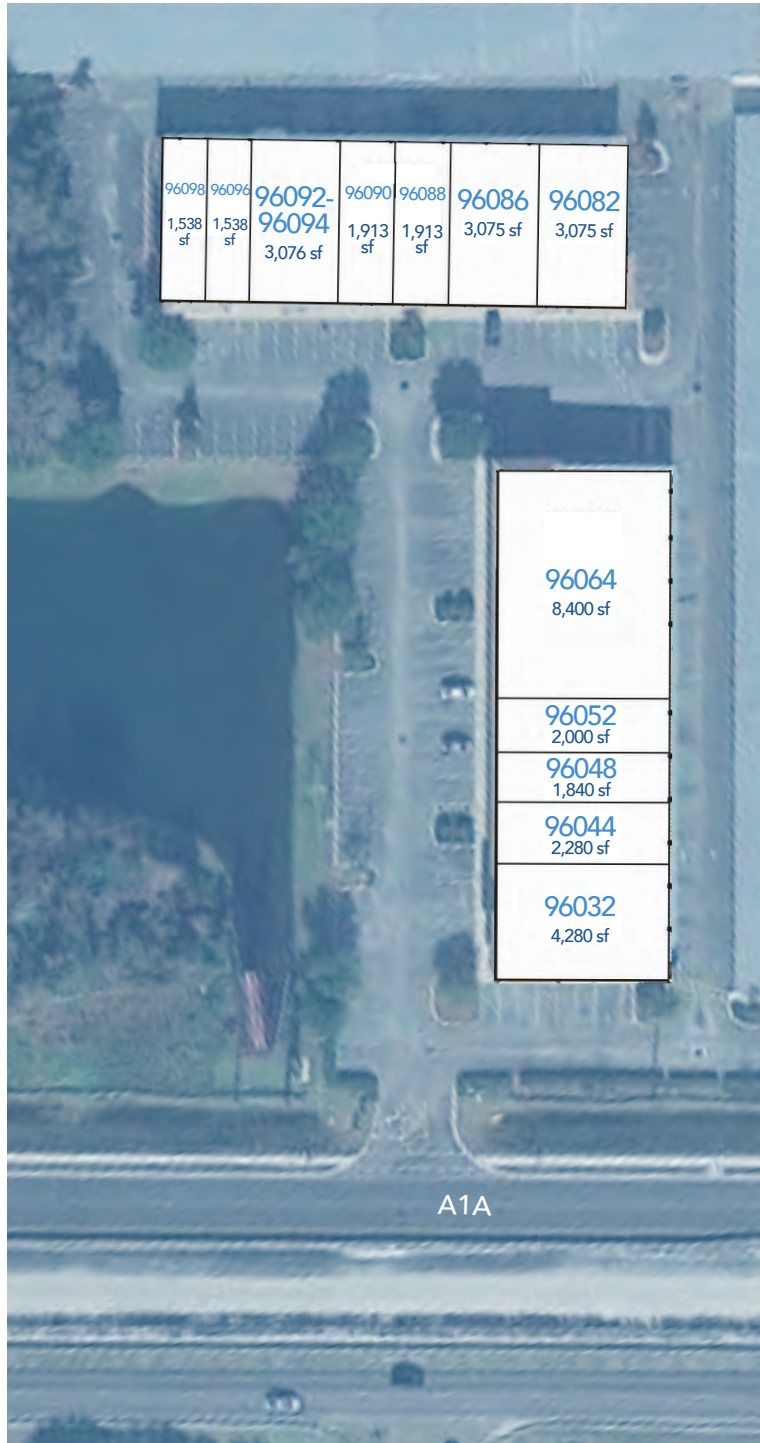 96098
1,538
sf
96096
1,538
sf
96092-
96094
3,076 sf
96090
1,913
sf
96088
1,913
sf
96086
3,075 sf
96082
3,075 sf
96064
8,400 sf
96052
2,000 sf
96048
1,840 sf
96044
2,280 sf
96032
4,280 sf
A1A